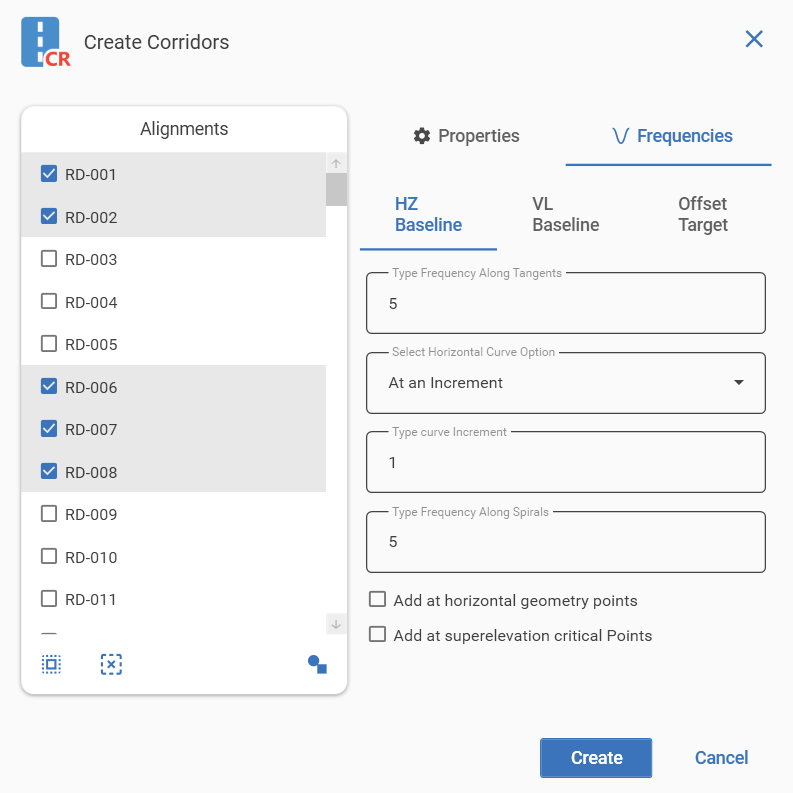 CR
Create Corridors
Alignments
RD-001
RD-002
RD-003
RD-004
RD-005
RD-006
RD-007
RD-008
RD-009
RD-010
RD-011
Properties
Frequencies
HZ
Baseline
VL
Baseline
Offset
Target
Type Frequency Along Tangents
5
Select Horizontal Curve Option
At an Increment
Type curve Increment
1
Type Frequency Along Spirals
5
Add at horizontal geometry points
Add at superelevation critical Points
Create
Cancel